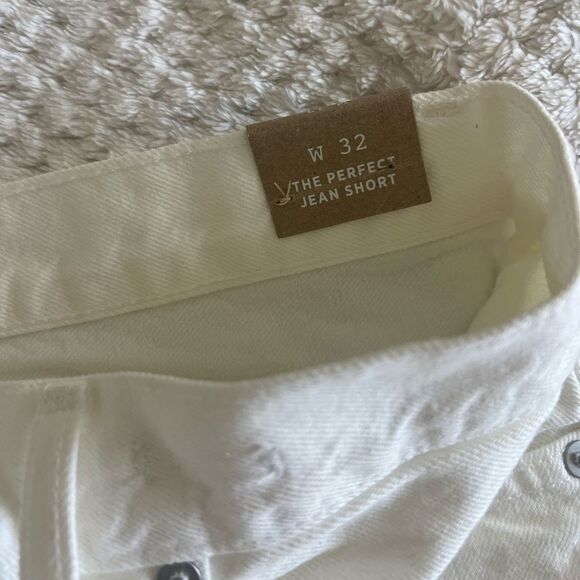 W 32
THE PERFECT
JEAN SHORT